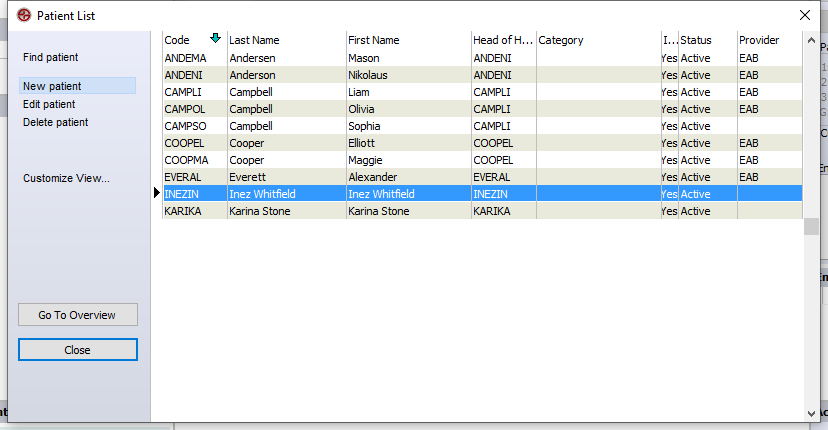 Patient List
Find patient
New patient
Edit patient
Delete patient
Customize View...
Go To Overview
Close
Code Last Name First Name Head of H... Category I... Status Provider
ANDEMA Andersen Mason ANDENI Yes Active EAB
ANDENI Anderson Nikolaus ANDENI Yes Active EAB
CAMPLI Campbell Liam CAMPLI Yes Active EAB
CAMPOL Campbell Olivia CAMPLI Yes Active EAB
CAMPSO Campbell Sophia CAMPLI Yes Active
COOPEL Cooper Elliott COOPEL Yes Active EAB
COOPMA Cooper Maggie COOPEL Yes Active EAB
EVERAL Everett Alexander EVERAL Yes Active EAB
INEZIN Inez Whitfield Inez Whitfield INEZIN Yes Active
KARIKA Karina Stone Karina Stone KARIKA Yes Active